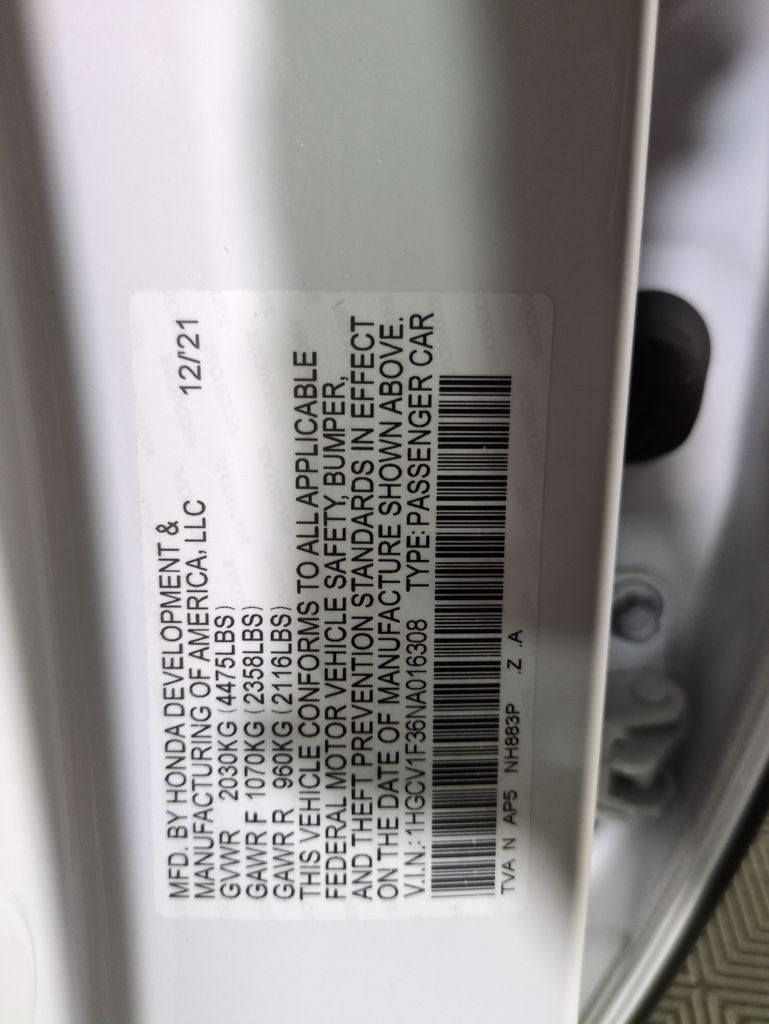 MFD. BY HONDA DEVELOPMENT &
MANUFACTURING OF AMERICA, LLC 12/'21
GVWR 2030KG (4475LBS)
GAWR F 1070KG (2358LBS)
GAWR R 960KG (2116LBS)
THIS VEHICLE CONFORMS TO ALL APPLICABLE
FEDERAL MOTOR VEHICLE SAFETY, BUMPER,
AND THEFT PREVENTION STANDARDS IN EFFECT
ON THE DATE OF MANUFACTURE SHOWN ABOVE.
V.I.N.: 1HGCV1F36NA016308 TYPE: PASSENGER CAR
TVA N AP5 NH883P .Z .A